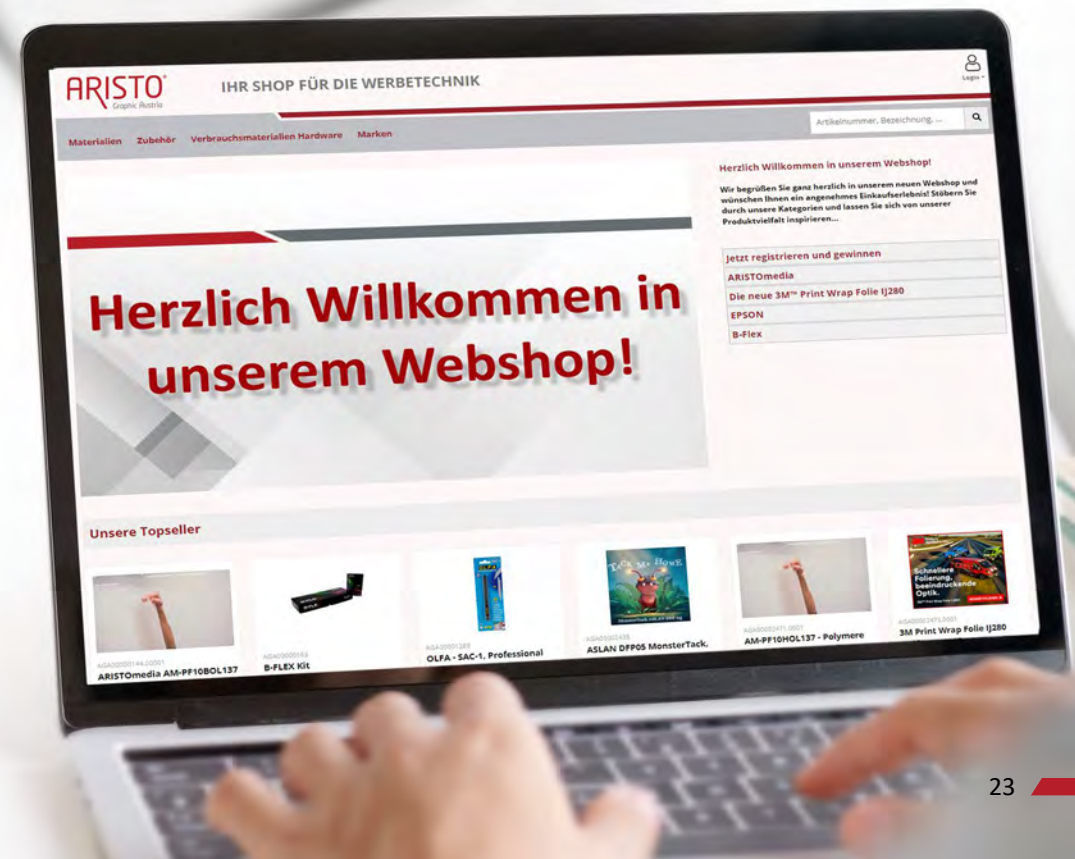 ARISTO
Graphic Austria
IHR SHOP FÜR DIE WERBETECHNIK
Login
Materialien Zubehör Verbrauchsmaterialien Hardware Marken
Artikelnummer, Bezeichnung, ...
Herzlich Willkommen in
unserem Webshop!
Herzlich Willkommen in unserem Webshop!
Wir begrüßen Sie ganz herzlich in unserem neuen Webshop und
wünschen Ihnen ein angenehmes Einkaufserlebnis! Stöbern Sie
durch unsere Kategorien und lassen Sie sich von unserer
Produktvielfalt inspirieren...
Jetzt registrieren und gewinnen
ARISTOmedia
Die neue 3M™ Print Wrap Folie IJ280
EPSON
B-Flex
Unsere Topseller
ARISTOmedia AM-PF10BOL137
B-FLEX Kit
OLFA
OLFA - SAC-1, Professional
ASLAN DFP05 MonsterTack,
AM-PF10HOL137 - Polymere
Schnellere
Folierung,
beeindruckende
Optik.
3M Print Wrap Folie IJ280
23